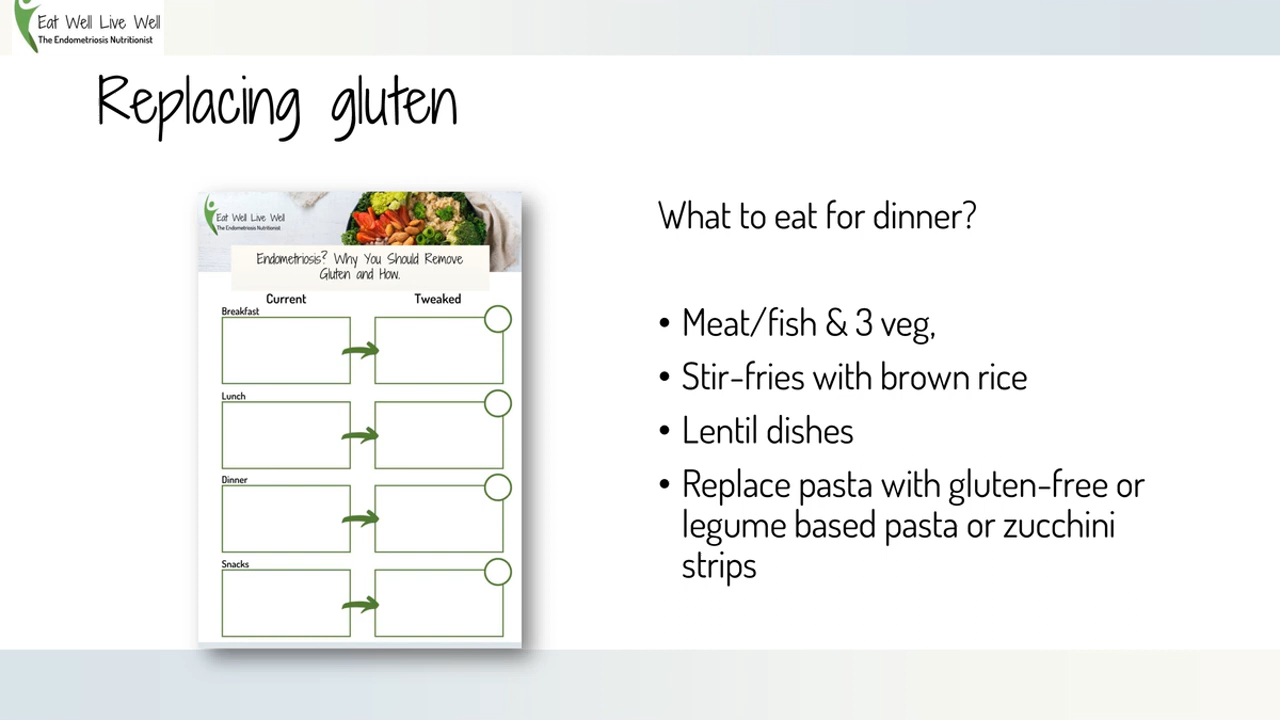 Eat Well Live Well
The Endometriosis Nutritionist
Replacing gluten
Eat Well Live Well
The Endometriosis Nutritionist
Endometriosis? Why You Should Remove
Gluten and How.
Current Tweaked
Breakfast
Lunch
Dinner
Snacks
What to eat for dinner?
• Meat/fish & 3 veg,
• Stir-fries with brown rice
• Lentil dishes
• Replace pasta with gluten-free or
legume based pasta or zucchini
strips